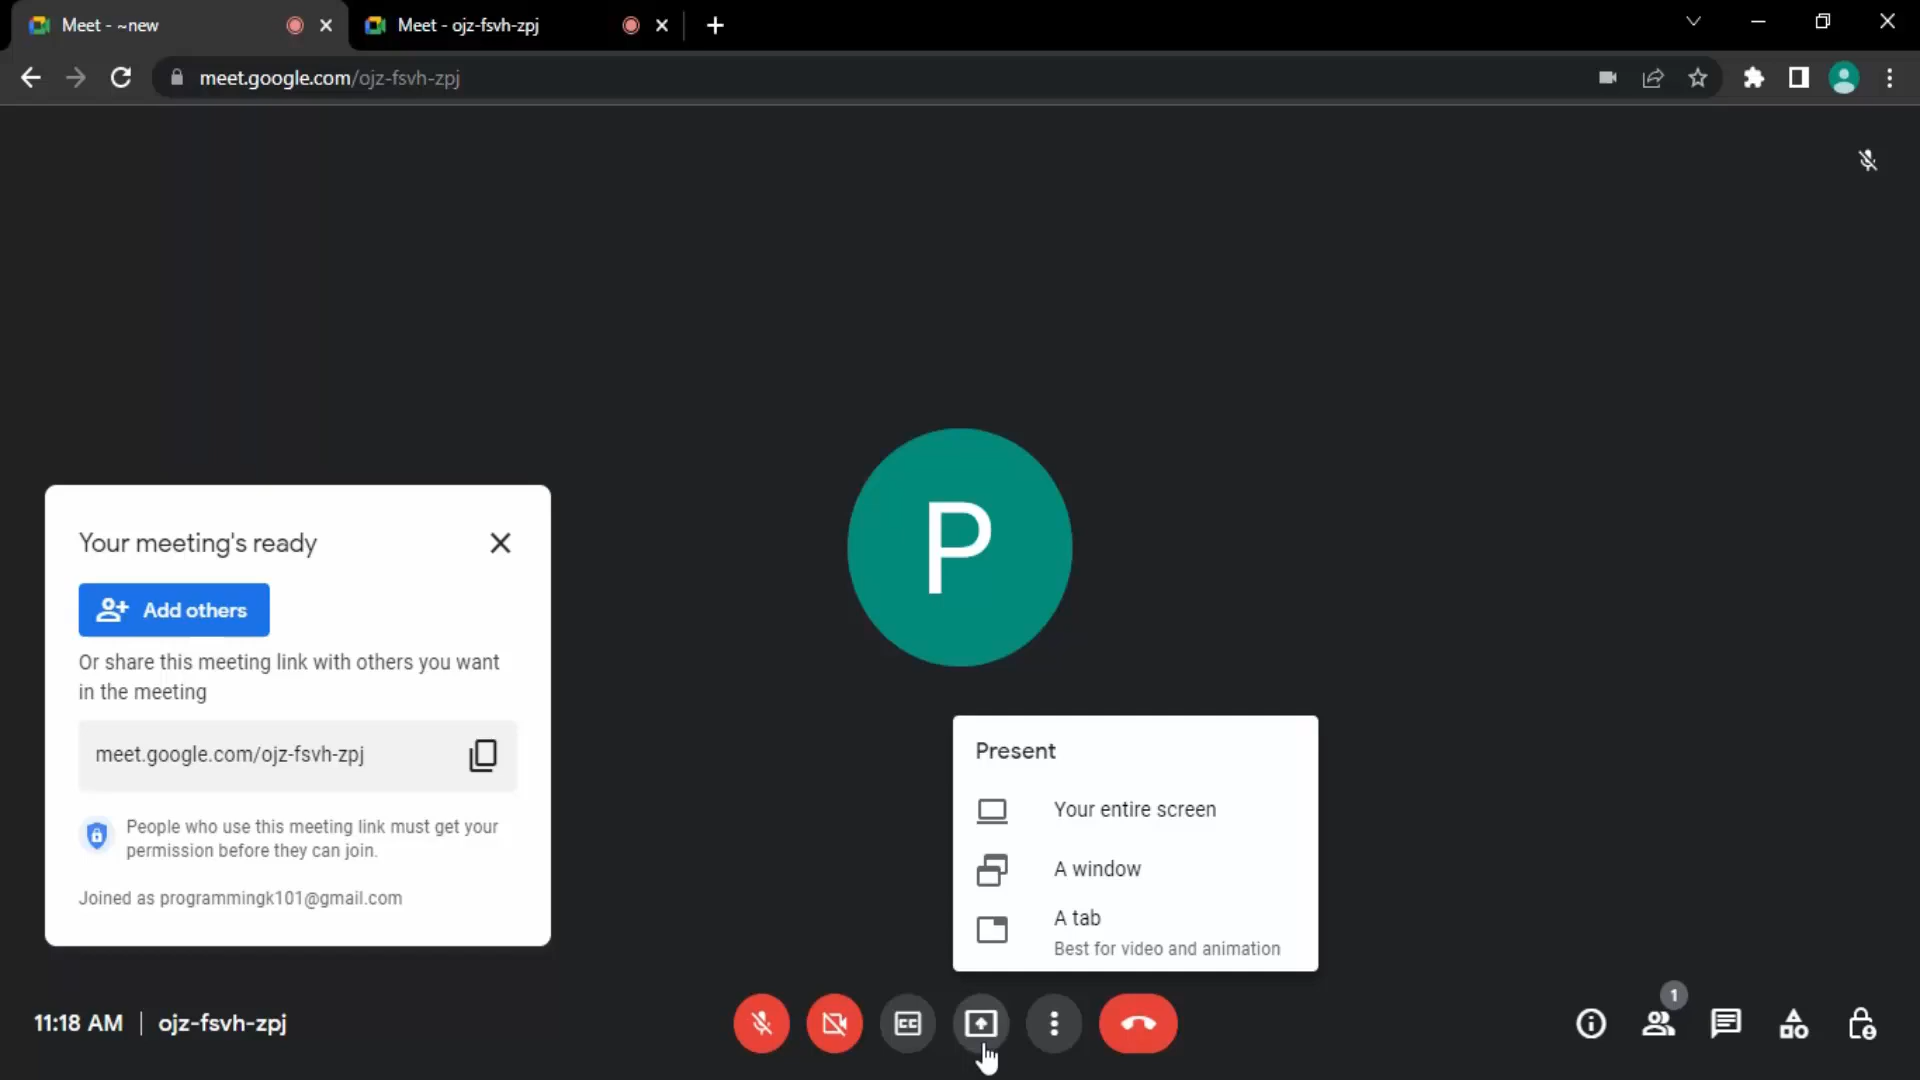 Meet - ~new
Meet - ojz-fsvh-zpj
meet.google.com/ojz-fsvh-zpj
P
Your meeting's ready
Add others
Or share this meeting link with others you want
in the meeting
meet.google.com/ojz-fsvh-zpj
People who use this meeting link must get your
permission before they can join.
Joined as programmingk101@gmail.com
Present
Your entire screen
A window
A tab
Best for video and animation
11:18 AM | ojz-fsvh-zpj
CC
1